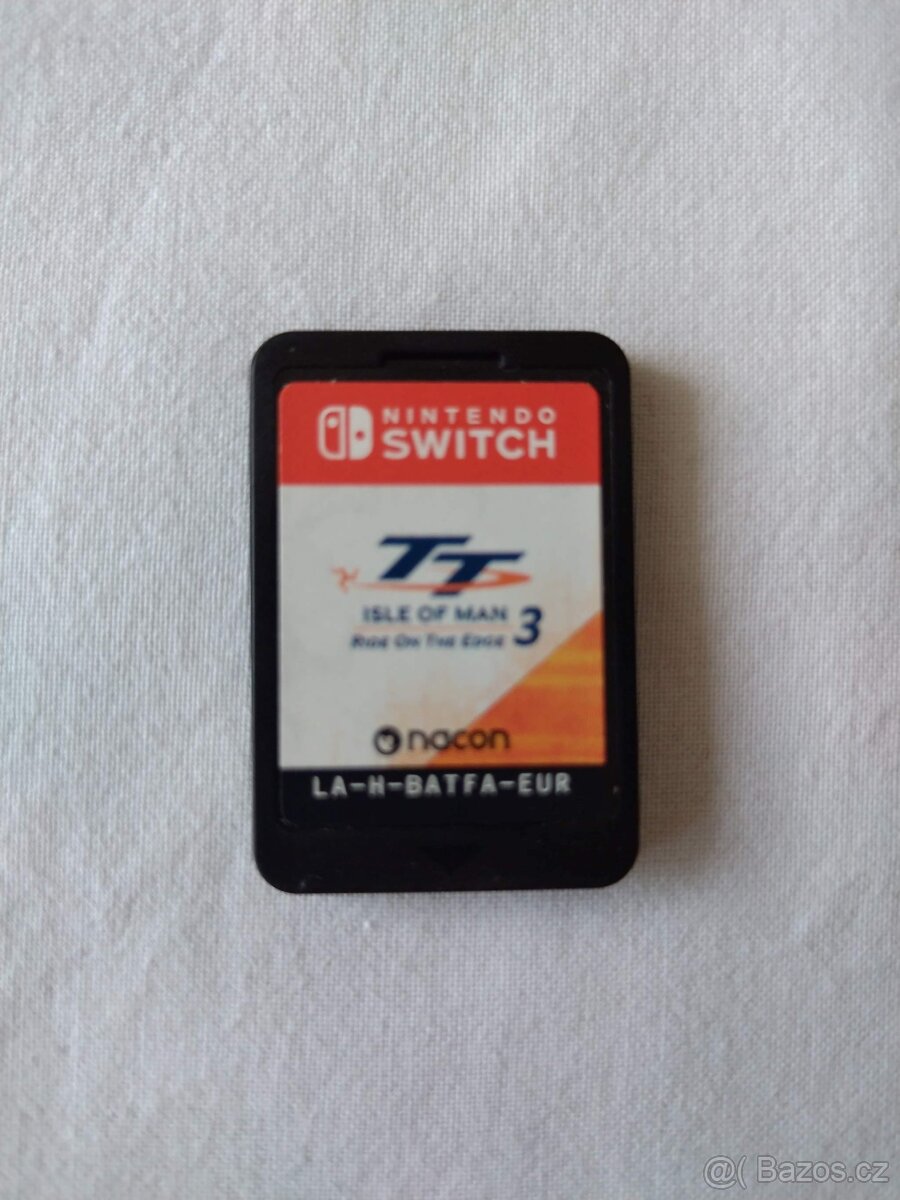 NINTENDO
SWITCH
TT
ISLE OF MAN
RIDE ON THE EDGE 3
nacon
LA-H-BATFA-EUR
@( Bazos.cz